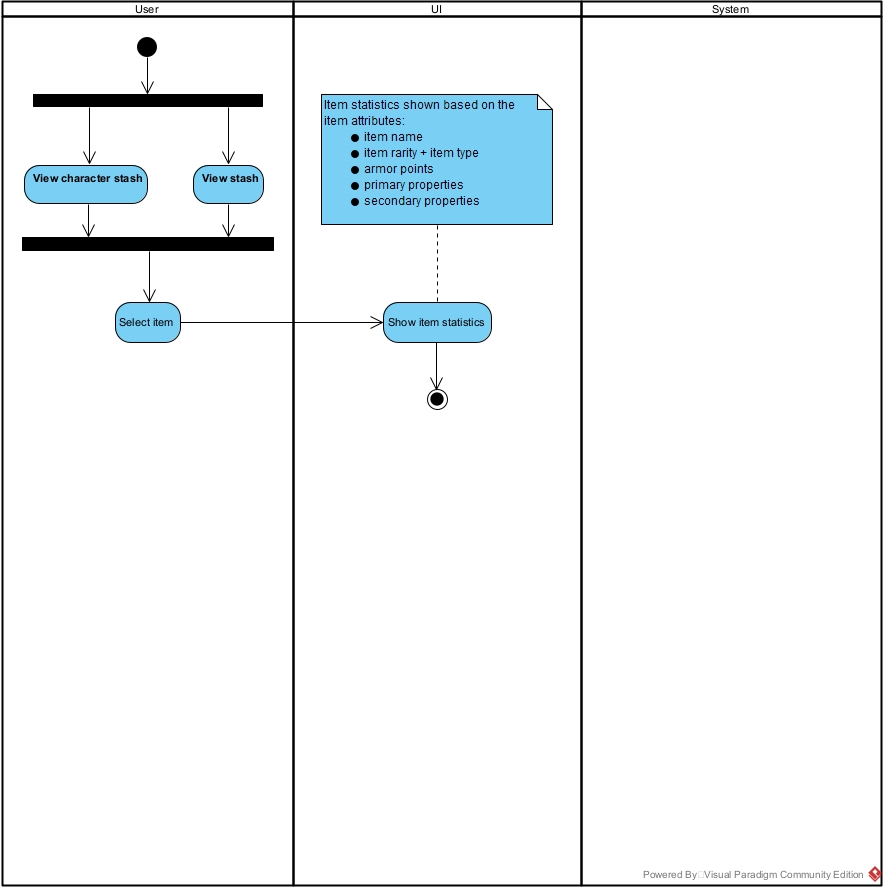 User
UI
System
Item statistics shown based on the
item attributes:
● item name
● item rarity + item type
● armor points
● primary properties
● secondary properties
View character stash
View stash
Select item
Show item statistics
Powered By Visual Paradigm Community Edition